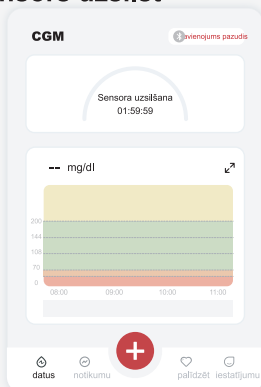 CGM
avienojums pazudis
Sensora uzsilšana
01:59:59
-- mg/dl
200
144
108
70
0
08:00 09:00 10:00 11:00
datus notikumu palīdzēt iestatījumu